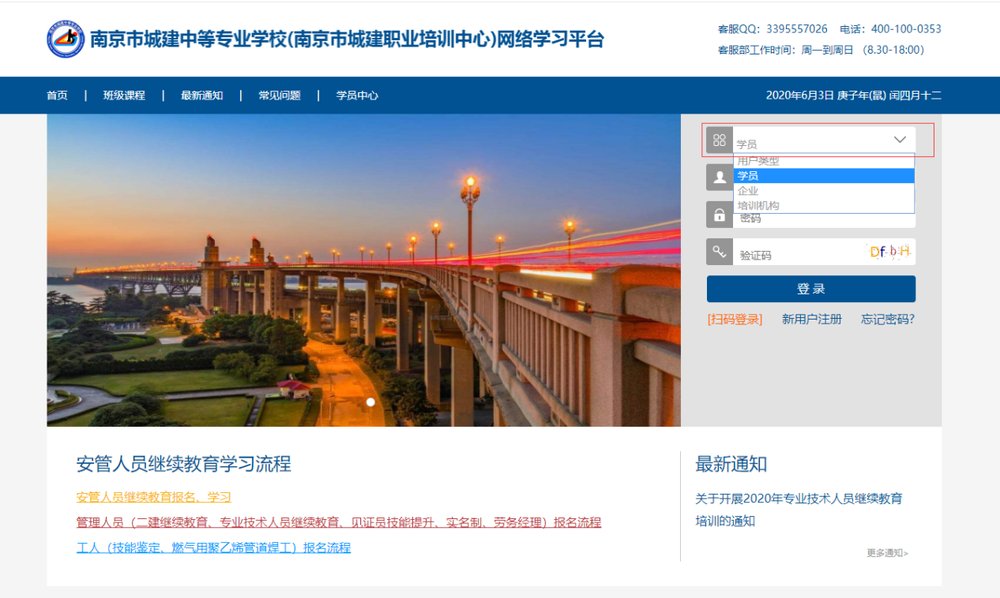 南京市城建中等专业学校(南京市城建职业培训中心)网络学习平台
客服QQ：3395557026 电话：400-100-0353
客服部工作时间：周一到周日 （8.30-18:00）
首页 | 班级课程 | 最新通知 | 常见问题 | 学员中心
2020年6月3日 庚子年(鼠) 闰四月十二
学员
用户类型
学员
企业
培训机构
密码
验证码
Df bH
登录
[扫码登录] 新用户注册 忘记密码?
安管人员继续教育学习流程
安管人员继续教育报名、学习
管理人员（二建继续教育、专业技术人员继续教育、见证员技能提升、实名制、劳务经理）报名流程
工人（技能鉴定、燃气用聚乙烯管道焊工）报名流程
最新通知
关于开展2020年专业技术人员继续教育
培训的通知
更多通知>